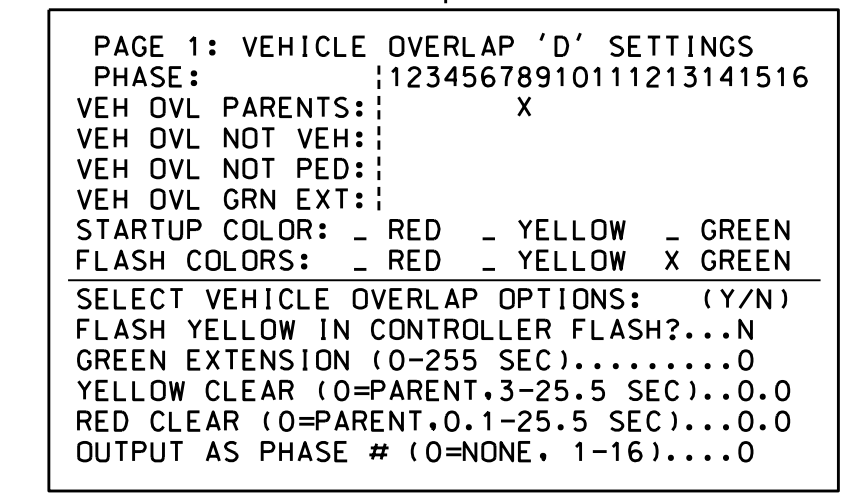 PAGE 1: VEHICLE OVERLAP 'D' SETTINGS
PHASE: ¦12345678910111213141516
VEH OVL PARENTS:¦ X
VEH OVL NOT VEH:¦
VEH OVL NOT PED:¦
VEH OVL GRN EXT:¦
STARTUP COLOR: _ RED _ YELLOW _ GREEN
FLASH COLORS: _ RED _ YELLOW X GREEN
SELECT VEHICLE OVERLAP OPTIONS: (Y/N)
FLASH YELLOW IN CONTROLLER FLASH?...N
GREEN EXTENSION (0-255 SEC).........0
YELLOW CLEAR (0=PARENT,3-25.5 SEC)..0.0
RED CLEAR (0=PARENT,0.1-25.5 SEC)...0.0
OUTPUT AS PHASE # (0=NONE, 1-16)....0